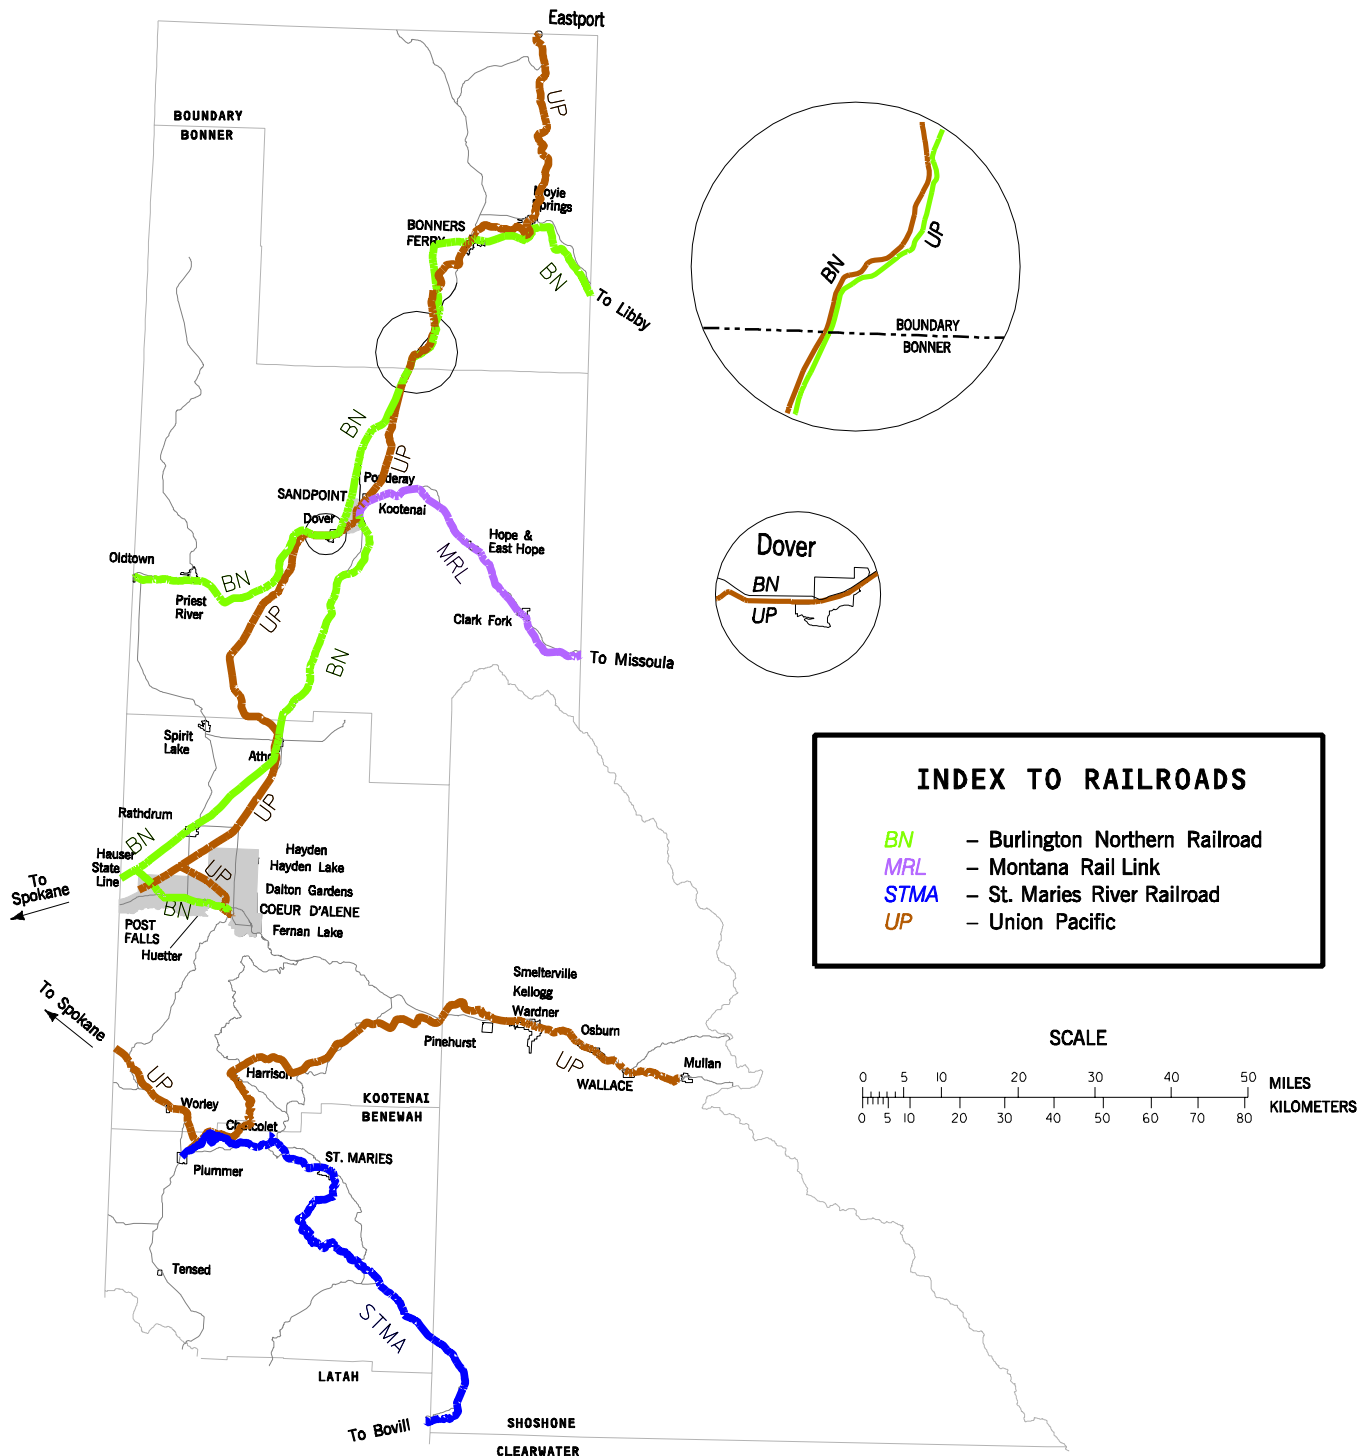 Eastport
UP
BOUNDARY
BONNER
Moyie
Springs
BONNERS
FERRY
BN
To Libby
BN
UP
BOUNDARY
BONNER
BN
UP
Ponderay
SANDPOINT
Kootenai
Dover
Hope &
East Hope
MRL
Oldtown
BN
Priest
River
UP
Clark Fork
BN
To Missoula
Dover
BN
UP
Spirit
Lake
Athol
UP
Rathdrum
BN
Hauser
State
Line
To
Spokane
Hayden
Hayden Lake
UP
Dalton Gardens
COEUR D'ALENE
Fernan Lake
BN
POST
FALLS
Huetter
INDEX TO RAILROADS
BN – Burlington Northern Railroad
MRL – Montana Rail Link
STMA – St. Maries River Railroad
UP – Union Pacific
To Spokane
Smelterville
Kellogg
Wardner
Osburn
Pinehurst
UP
Mullan
WALLACE
Harrison
UP
Worley
KOOTENAI
BENEWAH
Chatcolet
ST. MARIES
Plummer
Tensed
STMA
LATAH
To Bovill
SHOSHONE
CLEARWATER
SCALE
0 5 10 20 30 40 50 MILES
KILOMETERS
0 5 10 20 30 40 50 60 70 80